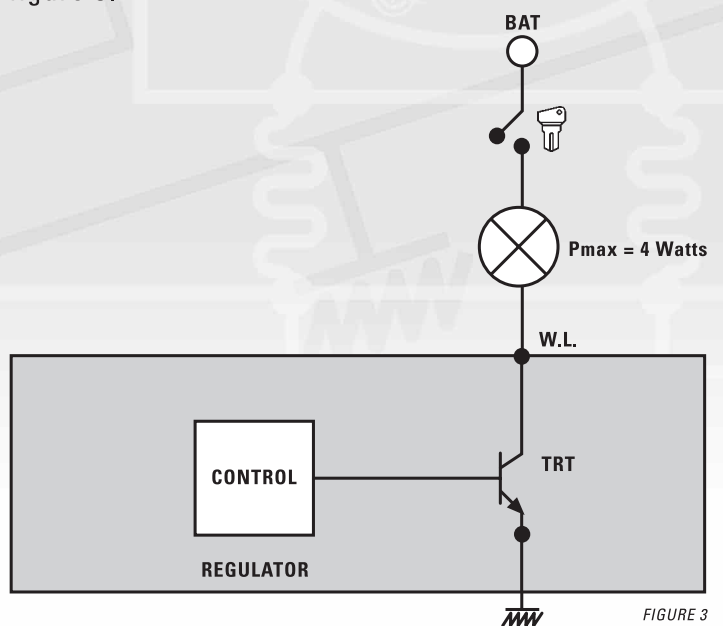 BAT
Pmax = 4 Watts
W.L.
TRT
CONTROL
REGULATOR
FIGURE 3